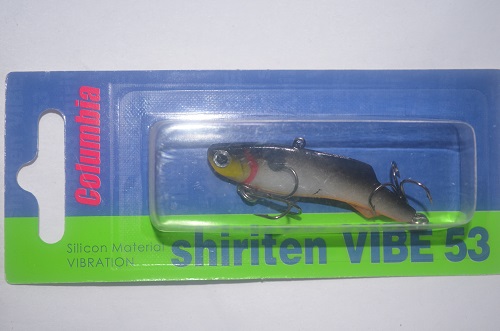 Columbia
Silicon Material
VIBRATION
shiriten VIBE 53